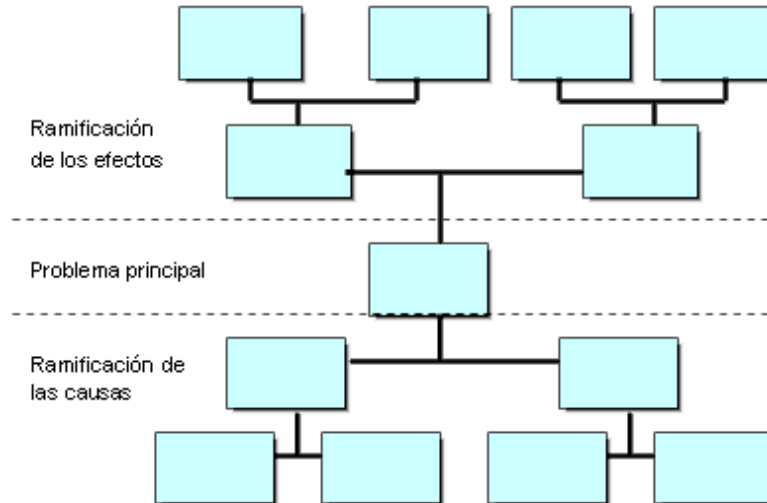 Ramificación
de los efectos
Problema principal
Ramificación de
las causas